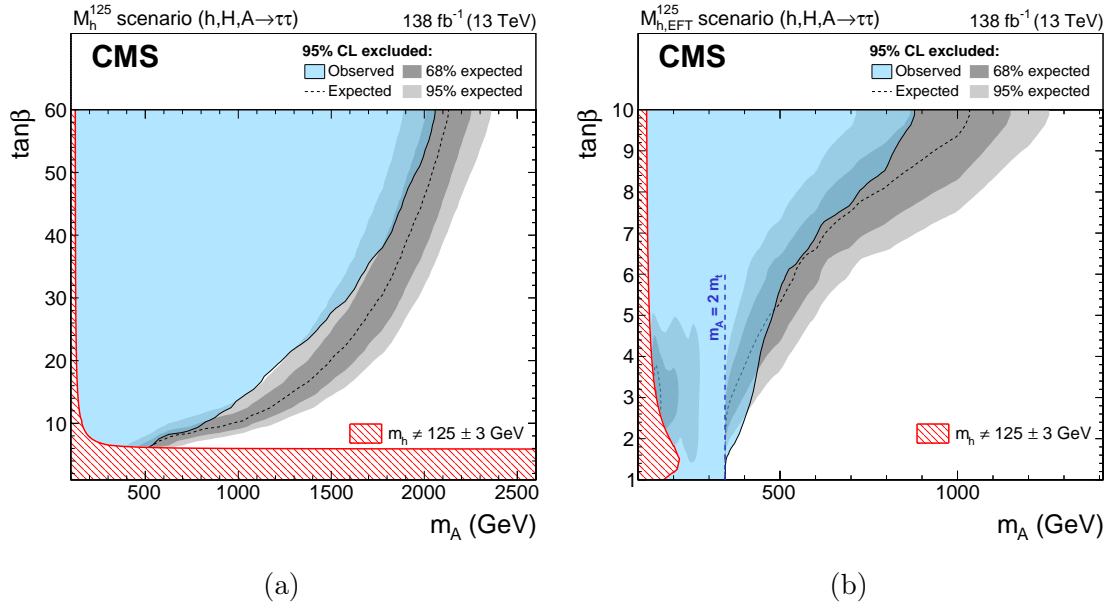 M_h^125 scenario (h,H,A→ττ) 138 fb⁻¹ (13 TeV)
CMS
95% CL excluded:
Observed 68% expected
Expected 95% expected
tanβ
60
50
40
30
20
10
m_h ≠ 125 ± 3 GeV
500 1000 1500 2000 2500
m_A (GeV)
(a)
M_h,EFT^125 scenario (h,H,A→ττ) 138 fb⁻¹ (13 TeV)
CMS
95% CL excluded:
Observed 68% expected
Expected 95% expected
tanβ
10
9
8
7
6
5
4
3
2
1
m_A = 2 m_t
m_h ≠ 125 ± 3 GeV
500 1000
m_A (GeV)
(b)